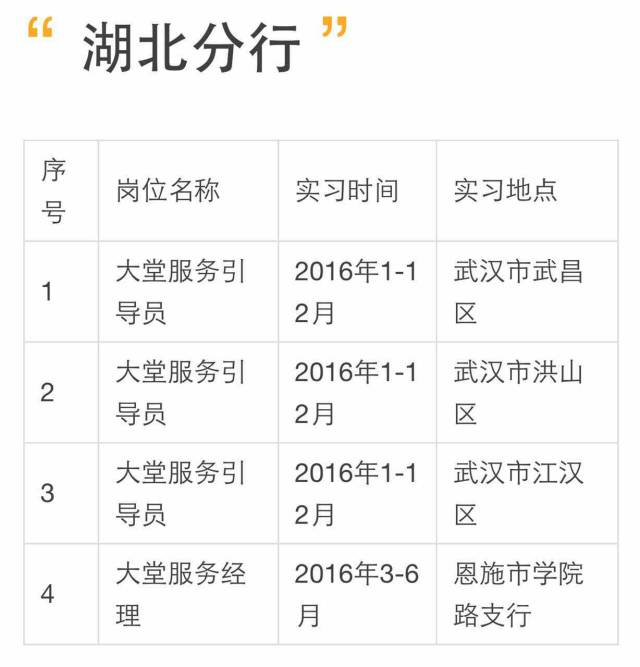 “ 湖北分行 ”
序号 岗位名称 实习时间 实习地点
1 大堂服务引导员 2016年1-12月 武汉市武昌区
2 大堂服务引导员 2016年1-12月 武汉市洪山区
3 大堂服务引导员 2016年1-12月 武汉市江汉区
4 大堂服务经理 2016年3-6月 恩施市学院路支行